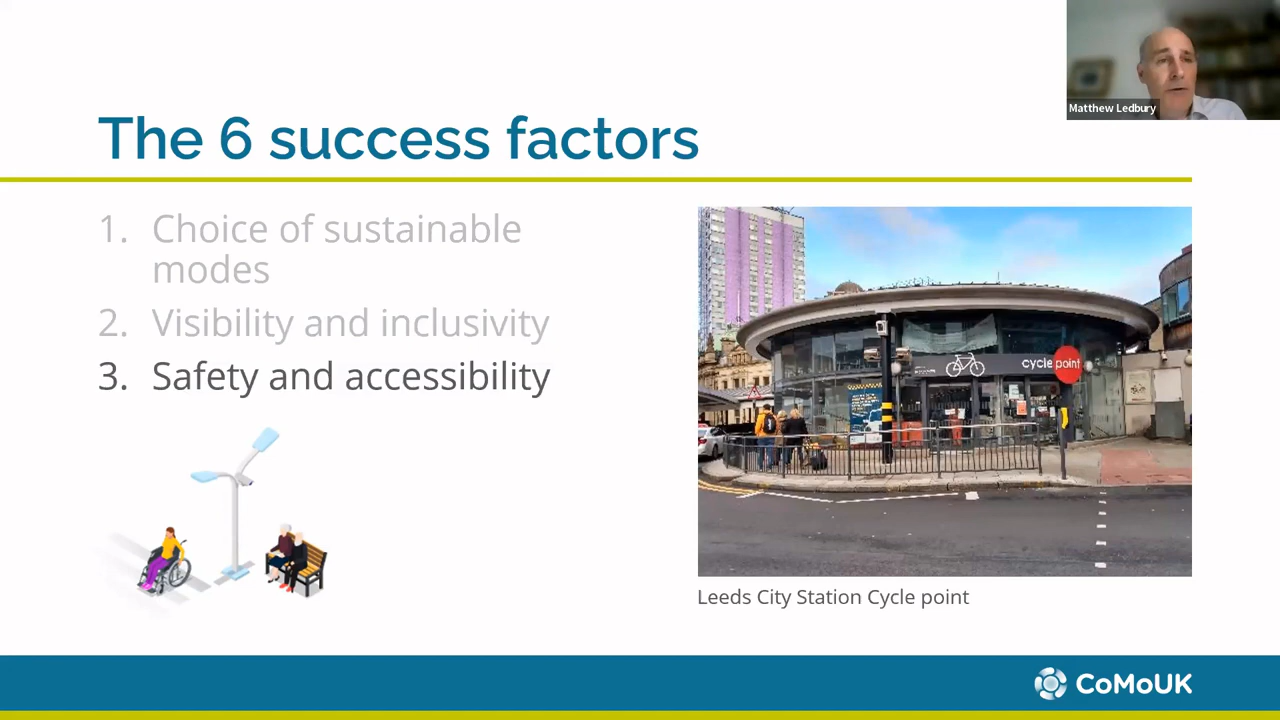 Matthew Ledbury
The 6 success factors
1. Choice of sustainable
modes
2. Visibility and inclusivity
3. Safety and accessibility
cycle point
Leeds City Station Cycle point
CoMoUK